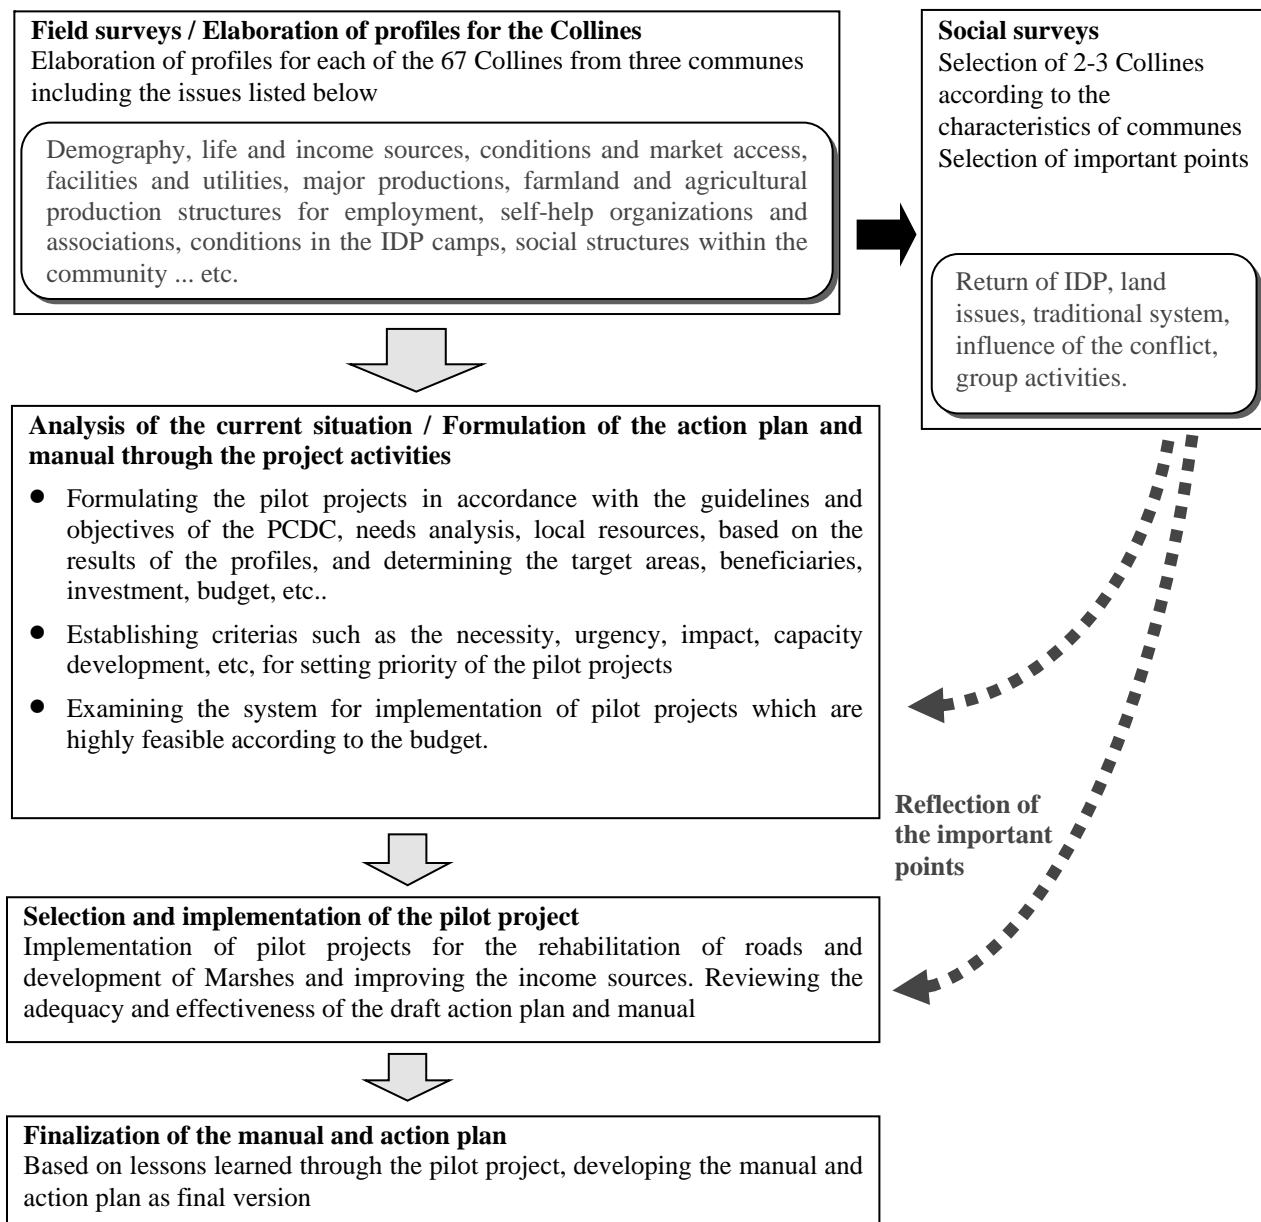 Field surveys / Elaboration of profiles for the Collines
Elaboration of profiles for each of the 67 Collines from three communes
including the issues listed below
Demography, life and income sources, conditions and market access,
facilities and utilities, major productions, farmland and agricultural
production structures for employment, self-help organizations and
associations, conditions in the IDP camps, social structures within the
community ... etc.
Social surveys
Selection of 2-3 Collines
according to the
characteristics of communes
Selection of important points
Return of IDP, land
issues, traditional system,
influence of the conflict,
group activities.
Analysis of the current situation / Formulation of the action plan and
manual through the project activities
● Formulating the pilot projects in accordance with the guidelines and
objectives of the PCDC, needs analysis, local resources, based on the
results of the profiles, and determining the target areas, beneficiaries,
investment, budget, etc..
● Establishing criterias such as the necessity, urgency, impact, capacity
development, etc, for setting priority of the pilot projects
● Examining the system for implementation of pilot projects which are
highly feasible according to the budget.
Reflection of
the important
points
Selection and implementation of the pilot project
Implementation of pilot projects for the rehabilitation of roads and
development of Marshes and improving the income sources. Reviewing the
adequacy and effectiveness of the draft action plan and manual
Finalization of the manual and action plan
Based on lessons learned through the pilot project, developing the manual and
action plan as final version